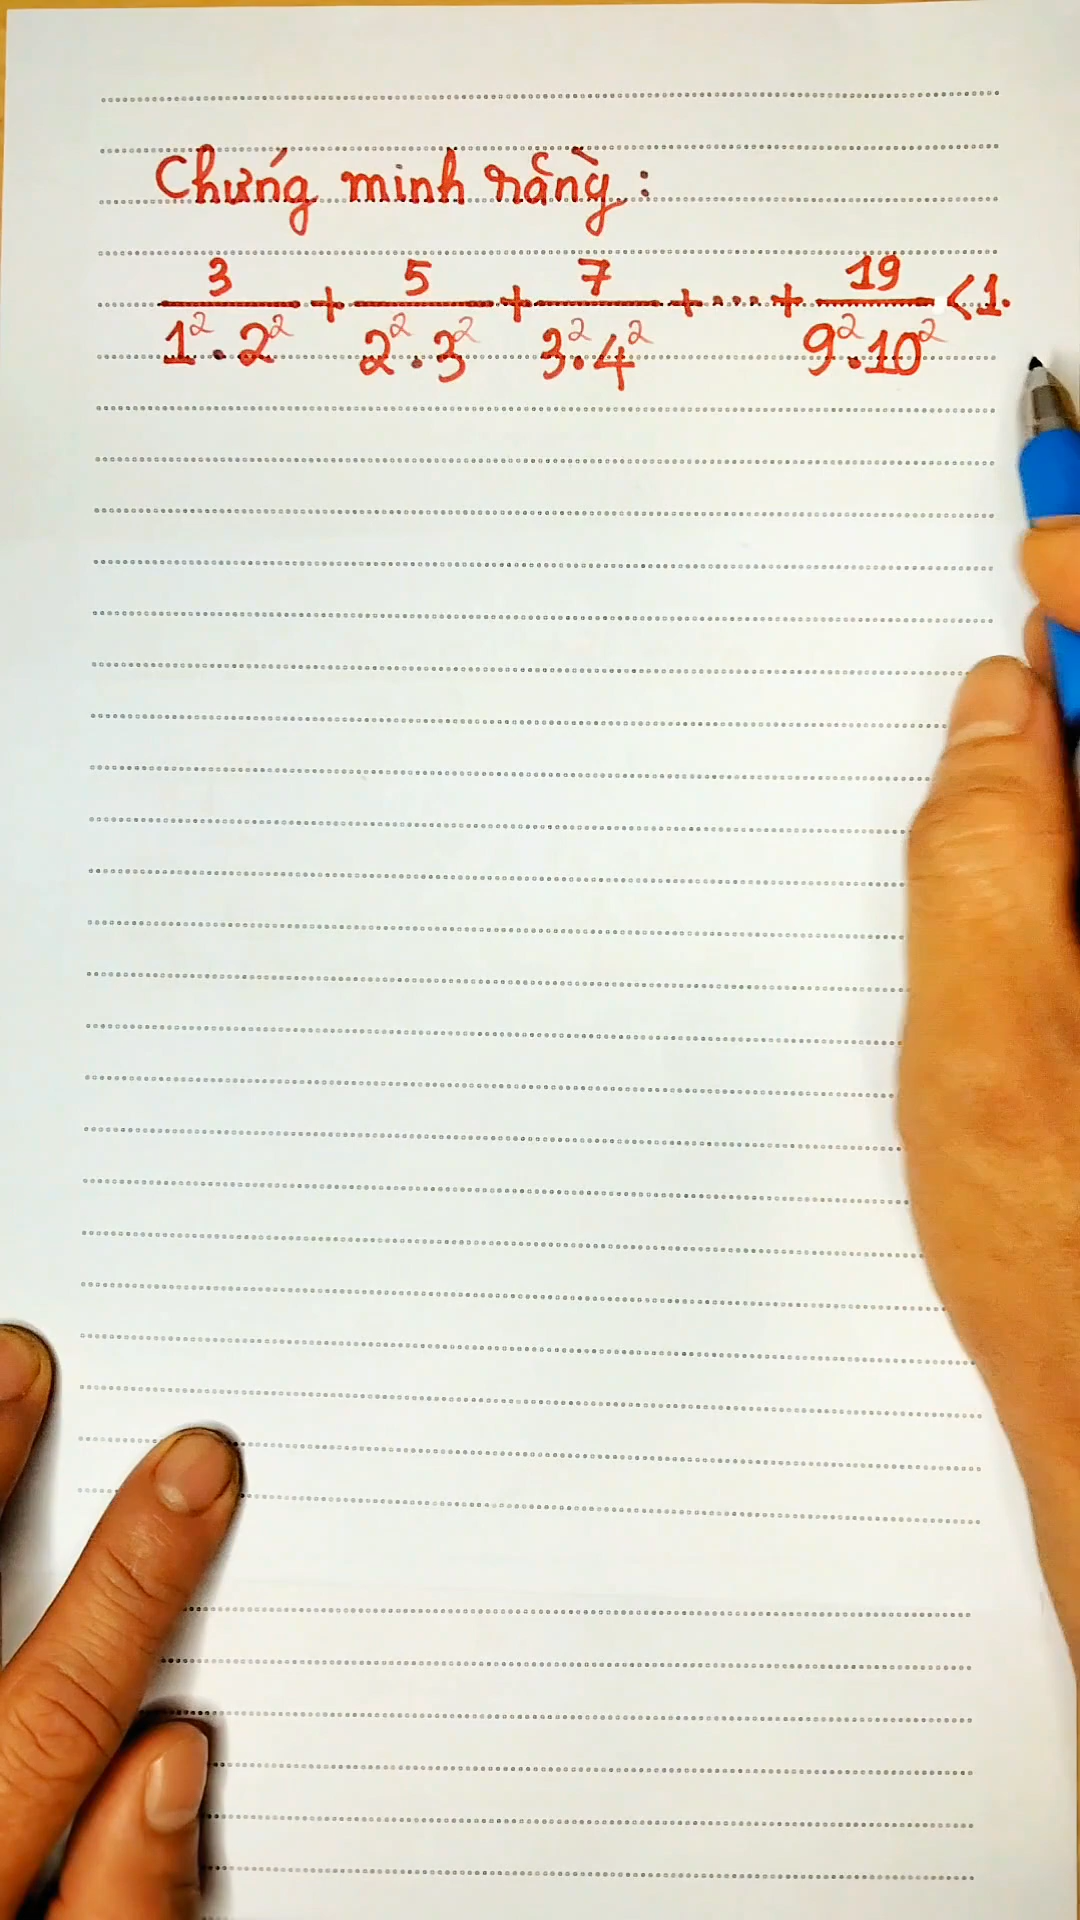 Chứng minh rằng:
3/(1²·2²) + 5/(2²·3²) + 7/(3²·4²) + ... + 19/(9²·10²) < 1.